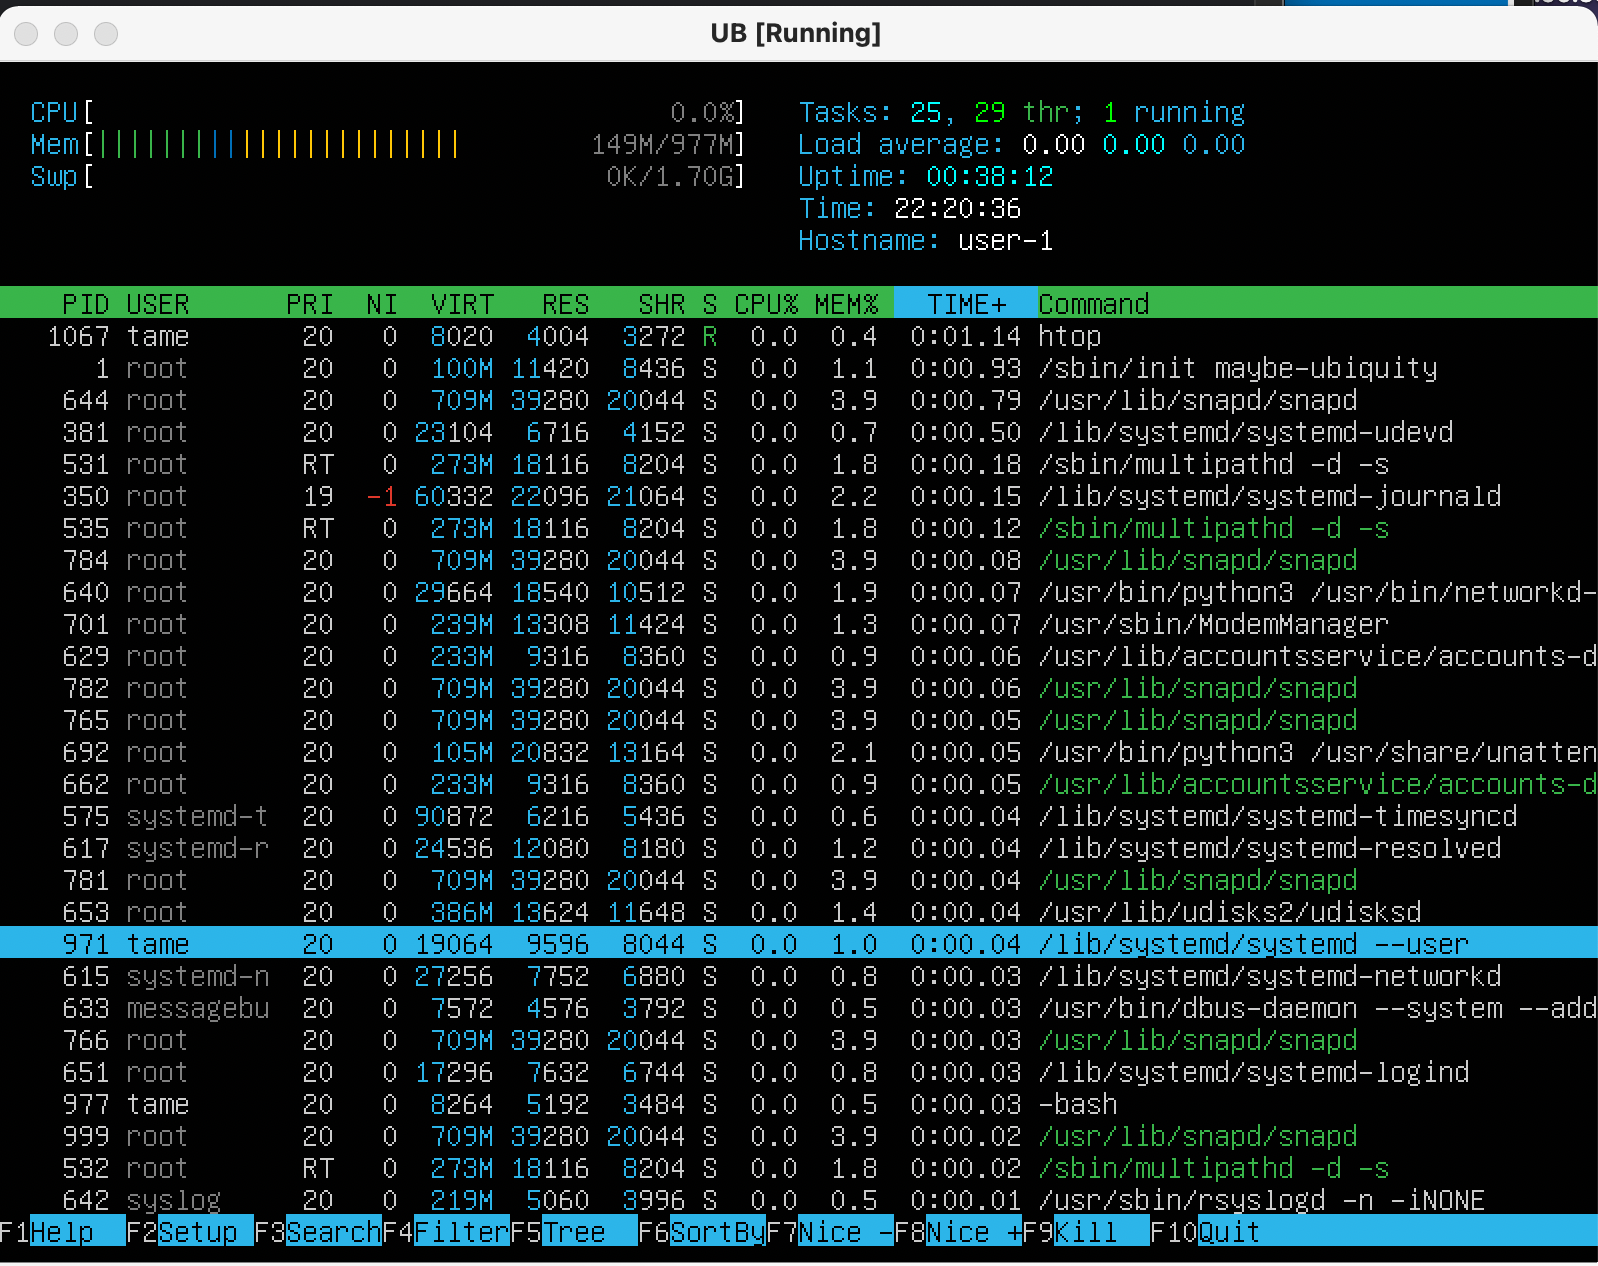 UB [Running]
CPU[ 0.0%] Tasks: 25, 29 thr; 1 running
Mem[||||||||||||||||||||||| 149M/977M] Load average: 0.00 0.00 0.00
Swp[ 0K/1.70G] Uptime: 00:38:12
Time: 22:20:36
Hostname: user-1
PID USER PRI NI VIRT RES SHR S CPU% MEM% TIME+ Command
1067 tame 20 0 8020 4004 3272 R 0.0 0.4 0:01.14 htop
1 root 20 0 100M 11420 8436 S 0.0 1.1 0:00.93 /sbin/init maybe-ubiquity
644 root 20 0 709M 39280 20044 S 0.0 3.9 0:00.79 /usr/lib/snapd/snapd
381 root 20 0 23104 6716 4152 S 0.0 0.7 0:00.50 /lib/systemd/systemd-udevd
531 root RT 0 273M 18116 8204 S 0.0 1.8 0:00.18 /sbin/multipathd -d -s
350 root 19 -1 60332 22096 21064 S 0.0 2.2 0:00.15 /lib/systemd/systemd-journald
535 root RT 0 273M 18116 8204 S 0.0 1.8 0:00.12 /sbin/multipathd -d -s
784 root 20 0 709M 39280 20044 S 0.0 3.9 0:00.08 /usr/lib/snapd/snapd
640 root 20 0 29664 18540 10512 S 0.0 1.9 0:00.07 /usr/bin/python3 /usr/bin/networkd-
701 root 20 0 239M 13308 11424 S 0.0 1.3 0:00.07 /usr/sbin/ModemManager
629 root 20 0 233M 9316 8360 S 0.0 0.9 0:00.06 /usr/lib/accountsservice/accounts-d
782 root 20 0 709M 39280 20044 S 0.0 3.9 0:00.06 /usr/lib/snapd/snapd
765 root 20 0 709M 39280 20044 S 0.0 3.9 0:00.05 /usr/lib/snapd/snapd
692 root 20 0 105M 20832 13164 S 0.0 2.1 0:00.05 /usr/bin/python3 /usr/share/unatten
662 root 20 0 233M 9316 8360 S 0.0 0.9 0:00.05 /usr/lib/accountsservice/accounts-d
575 systemd-t 20 0 90872 6216 5436 S 0.0 0.6 0:00.04 /lib/systemd/systemd-timesyncd
617 systemd-r 20 0 24536 12080 8180 S 0.0 1.2 0:00.04 /lib/systemd/systemd-resolved
781 root 20 0 709M 39280 20044 S 0.0 3.9 0:00.04 /usr/lib/snapd/snapd
653 root 20 0 386M 13624 11648 S 0.0 1.4 0:00.04 /usr/lib/udisks2/udisksd
971 tame 20 0 19064 9596 8044 S 0.0 1.0 0:00.04 /lib/systemd/systemd --user
615 systemd-n 20 0 27256 7752 6880 S 0.0 0.8 0:00.03 /lib/systemd/systemd-networkd
633 messagebu 20 0 7572 4576 3792 S 0.0 0.5 0:00.03 /usr/bin/dbus-daemon --system --add
766 root 20 0 709M 39280 20044 S 0.0 3.9 0:00.03 /usr/lib/snapd/snapd
651 root 20 0 17296 7632 6744 S 0.0 0.8 0:00.03 /lib/systemd/systemd-logind
977 tame 20 0 8264 5192 3484 S 0.0 0.5 0:00.03 -bash
999 root 20 0 709M 39280 20044 S 0.0 3.9 0:00.02 /usr/lib/snapd/snapd
532 root RT 0 273M 18116 8204 S 0.0 1.8 0:00.02 /sbin/multipathd -d -s
642 syslog 20 0 219M 5060 3996 S 0.0 0.5 0:00.01 /usr/sbin/rsyslogd -n -iNONE
F1Help F2Setup F3SearchF4FilterF5Tree F6SortByF7Nice -F8Nice +F9Kill F10Quit